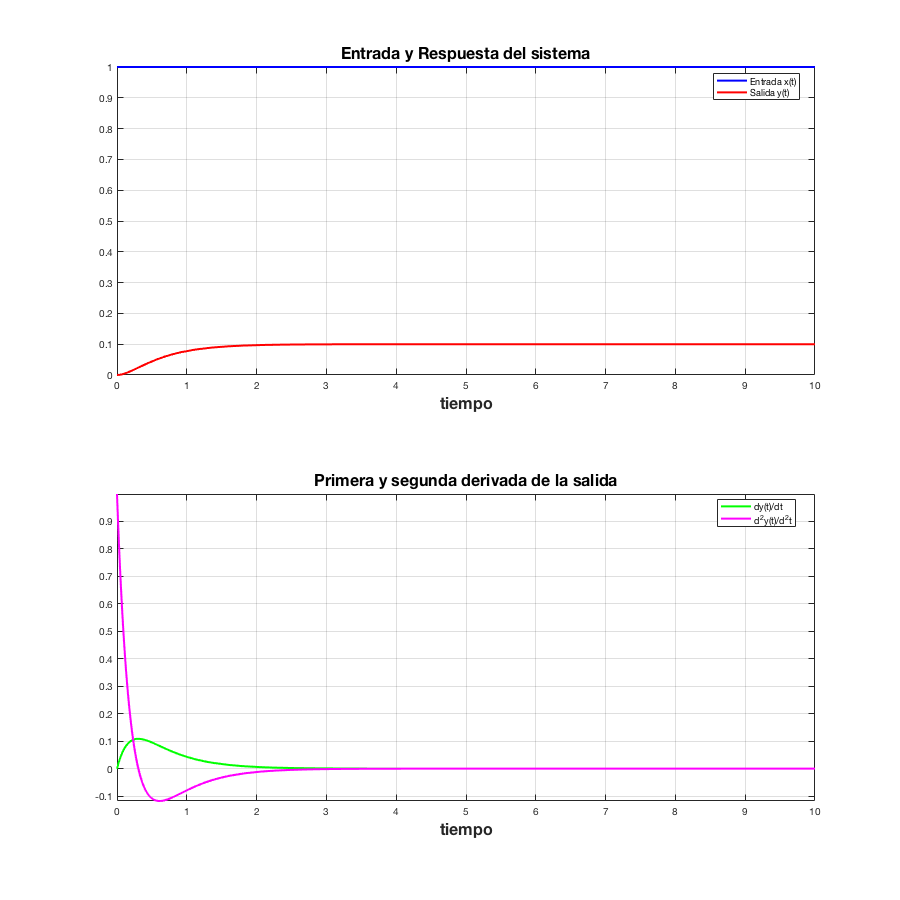 Entrada y Respuesta del sistema
1
Entrada x(t)
Salida y(t)
0.9
0.8
0.7
0.6
0.5
0.4
0.3
0.2
0.1
0
0 1 2 3 4 5 6 7 8 9 10
tiempo
Primera y segunda derivada de la salida
dy(t)/dt
d²y(t)/d²t
0.9
0.8
0.7
0.6
0.5
0.4
0.3
0.2
0.1
0
-0.1
0 1 2 3 4 5 6 7 8 9 10
tiempo